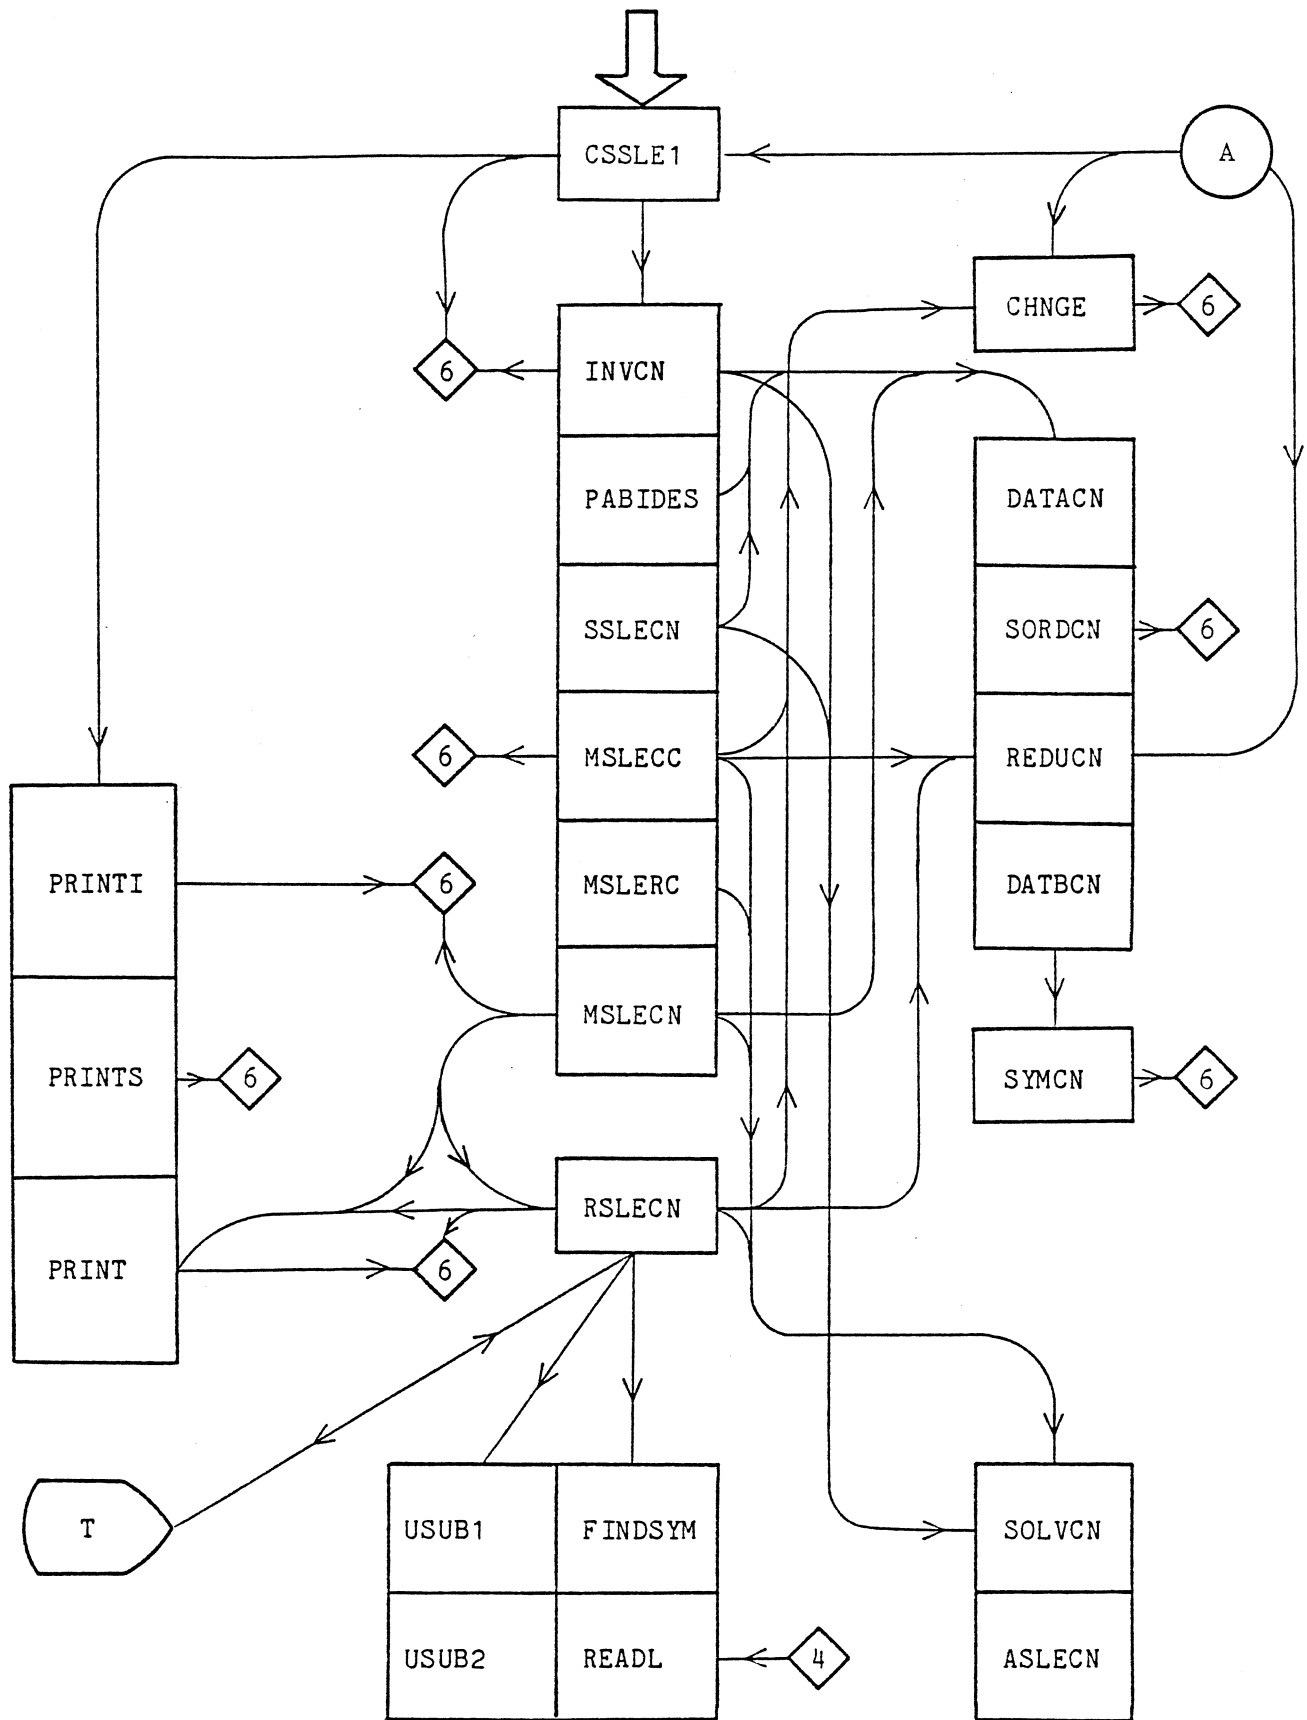 CSSLE1
A
CHNGE
6
6
INVCN
PABIDES
DATACN
SSLECN
SORDCN
6
6
MSLECC
REDUCN
PRINTI
6
MSLERC
DATBCN
MSLECN
PRINTS
6
SYMCN
6
RSLECN
PRINT
6
T
USUB1
FINDSYM
SOLVCN
USUB2
READL
4
ASLECN